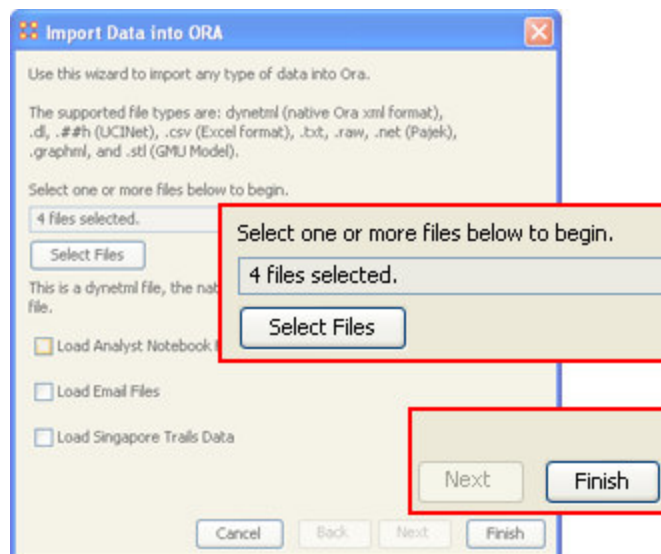 Import Data into ORA
Use this wizard to import any type of data into Ora.
The supported file types are: dynetml (native Ora xml format),
.dl, .##h (UCINet), .csv (Excel format), .txt, .raw, .net (Pajek),
.graphml, and .stl (GMU Model).
Select one or more files below to begin.
4 files selected.
Select Files
This is a dynetml file, the nat
file.
Load Analyst Notebook
Load Email Files
Load Singapore Trails Data
Cancel Back Next Finish
Select one or more files below to begin.
4 files selected.
Select Files
Next Finish